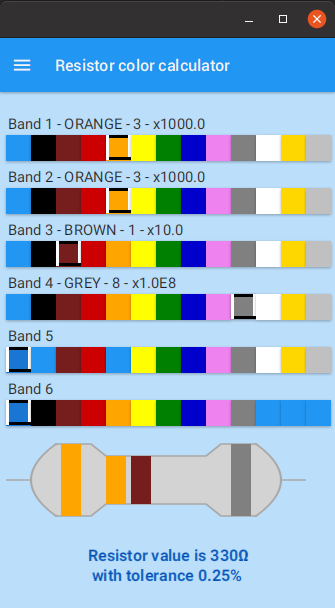 Resistor color calculator
Band 1 - ORANGE - 3 - x1000.0
Band 2 - ORANGE - 3 - x1000.0
Band 3 - BROWN - 1 - x10.0
Band 4 - GREY - 8 - x1.0E8
Band 5
Band 6
Resistor value is 330Ω
with tolerance 0.25%